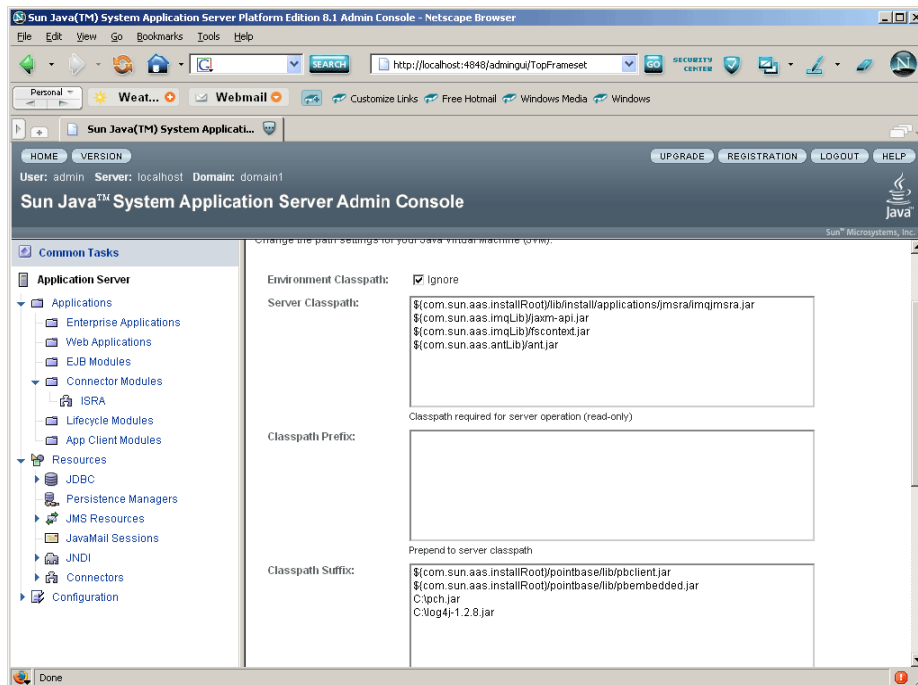 Sun Java(TM) System Application Server Platform Edition 8.1 Admin Console - Netscape Browser
File Edit View Go Bookmarks Tools Help
SEARCH http://localhost:4848/admingui/TopFrameset GO SECURITY CENTER N
Personal Weat... Webmail Customize Links Free Hotmail Windows Media Windows
Sun Java(TM) System Applicati...
HOME VERSION UPGRADE REGISTRATION LOGOUT HELP
User: admin Server: localhost Domain: domain1
Sun Java™ System Application Server Admin Console
Java™
Sun™ Microsystems, Inc.
Common Tasks
Application Server
Applications
Enterprise Applications
Web Applications
EJB Modules
Connector Modules
ISRA
Lifecycle Modules
App Client Modules
Resources
JDBC
Persistence Managers
JMS Resources
JavaMail Sessions
JNDI
Connectors
Configuration
Change the path settings for your Java Virtual Machine (JVM).
Environment Classpath: Ignore
Server Classpath:
${com.sun.aas.installRoot}/lib/install/applications/jmsra/imqjmsra.jar
${com.sun.aas.imqLib}/jaxm-api.jar
${com.sun.aas.imqLib}/fscontext.jar
${com.sun.aas.antLib}/ant.jar
Classpath required for server operation (read-only)
Classpath Prefix:
Prepend to server classpath
Classpath Suffix:
${com.sun.aas.installRoot}/pointbase/lib/pbclient.jar
${com.sun.aas.installRoot}/pointbase/lib/pbembedded.jar
C:\pch.jar
C:\log4j-1.2.8.jar
Done